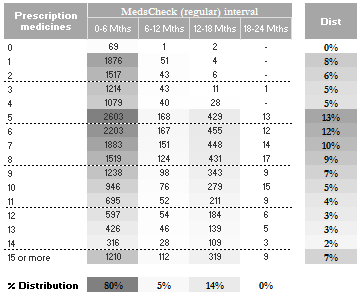 Prescription medicines MedsCheck (regular) interval Dist
0-6 Mths 6-12 Mths 12-18 Mths 18-24 Mths
0 69 1 2 - 0%
1 1876 51 4 - 8%
2 1517 43 6 - 6%
3 1214 43 11 1 5%
4 1079 40 28 - 5%
5 2603 168 429 13 13%
6 2203 167 455 12 12%
7 1883 151 448 14 10%
8 1519 124 431 17 9%
9 1238 98 343 9 7%
10 946 76 279 15 5%
11 695 52 211 9 4%
12 597 54 184 6 3%
13 426 46 139 5 3%
14 316 28 109 3 2%
15 or more 1210 112 319 9 7%
% Distribution 80% 5% 14% 0%